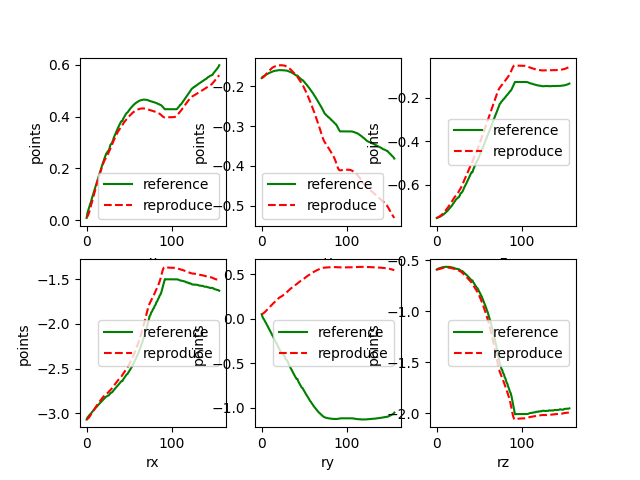 0.6
0.4
0.2
0.0
points
0
100
reference
reproduce
−0.2
−0.3
−0.4
−0.5
points
0
100
reference
reproduce
−0.2
−0.4
−0.6
points
0
100
reference
reproduce
−1.5
−2.0
−2.5
−3.0
points
0
100
rx
reference
reproduce
0.5
0.0
−0.5
−1.0
points
0
100
ry
reference
reproduce
−0.5
−1.0
−1.5
−2.0
points
0
100
rz
reference
reproduce